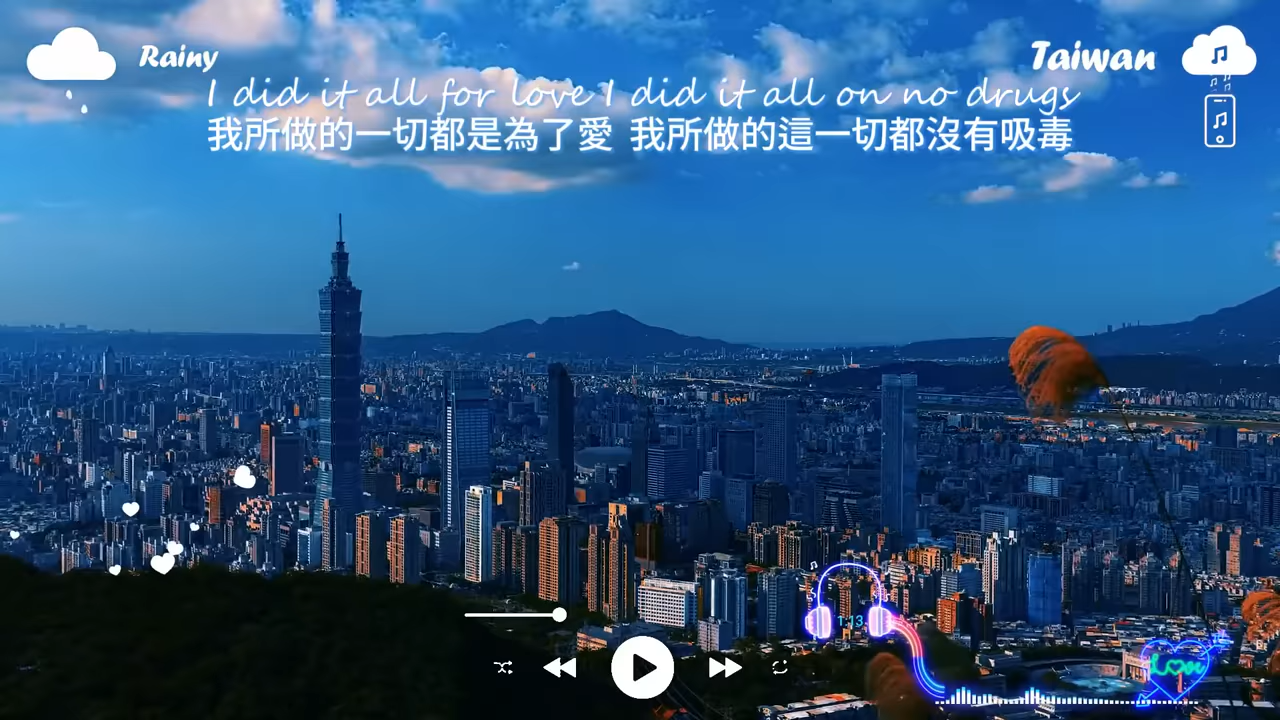 Rainy
Taiwan
I did it all for love I did it all on no drugs
我所做的一切都是為了愛 我所做的這一切都沒有吸毒